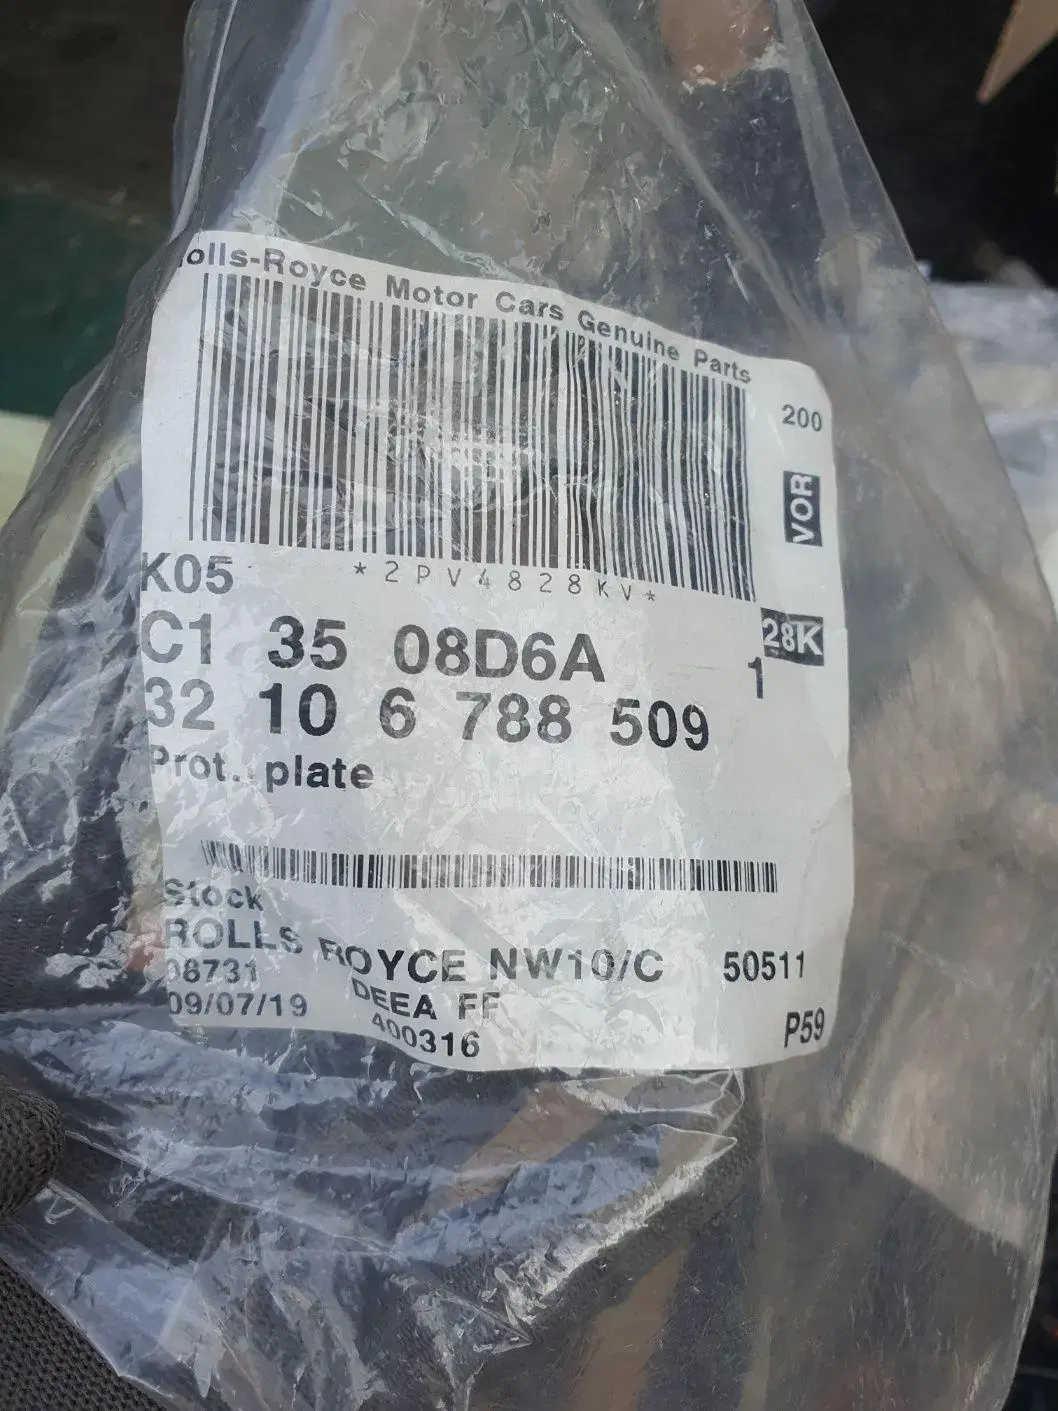 olls-Royce Motor Cars Genuine Parts
200
VOR
*2PV4828KV*
K05
28K
C1 35 08D6A 1
32 10 6 788 509
Prot. plate
Stock
ROLLS ROYCE NW10/C 50511
08731 DEEA FF
09/07/19 400316 P59